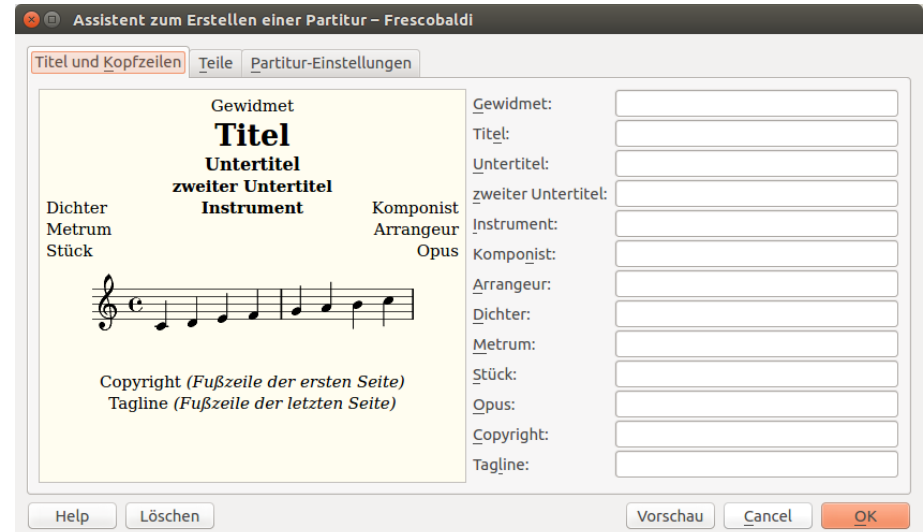 Assistent zum Erstellen einer Partitur – Frescobaldi
Titel und Kopfzeilen
Teile
Partitur-Einstellungen
Gewidmet
Titel
Untertitel
zweiter Untertitel
Dichter Instrument Komponist
Metrum Arrangeur
Stück Opus
Copyright (Fußzeile der ersten Seite)
Tagline (Fußzeile der letzten Seite)
Gewidmet:
Titel:
Untertitel:
zweiter Untertitel:
Instrument:
Komponist:
Arrangeur:
Dichter:
Metrum:
Stück:
Opus:
Copyright:
Tagline:
Help
Löschen
Vorschau
Cancel
OK